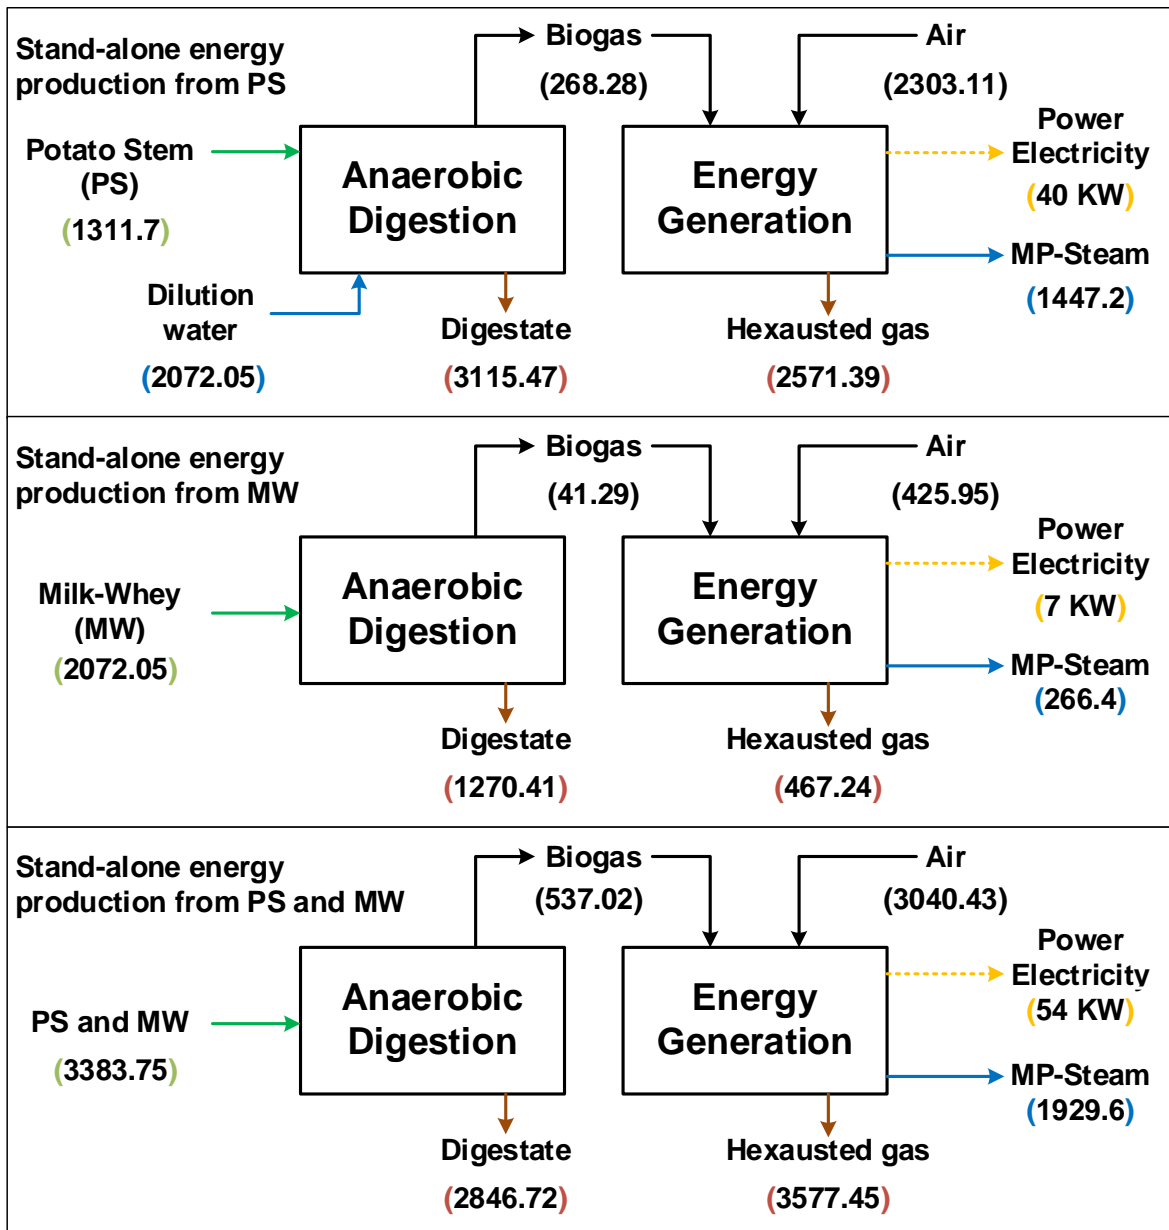 Stand-alone energy
production from PS
Biogas
(268.28)
Air
(2303.11)
Potato Stem
(PS)
(1311.7)
Anaerobic
Digestion
Energy
Generation
Power
Electricity
(40 KW)
MP-Steam
(1447.2)
Dilution
water
(2072.05)
Digestate
(3115.47)
Hexausted gas
(2571.39)
Stand-alone energy
production from MW
Biogas
(41.29)
Air
(425.95)
Milk-Whey
(MW)
(2072.05)
Anaerobic
Digestion
Energy
Generation
Power
Electricity
(7 KW)
MP-Steam
(266.4)
Digestate
(1270.41)
Hexausted gas
(467.24)
Stand-alone energy
production from PS and MW
Biogas
(537.02)
Air
(3040.43)
PS and MW
(3383.75)
Anaerobic
Digestion
Energy
Generation
Power
Electricity
(54 KW)
MP-Steam
(1929.6)
Digestate
(2846.72)
Hexausted gas
(3577.45)